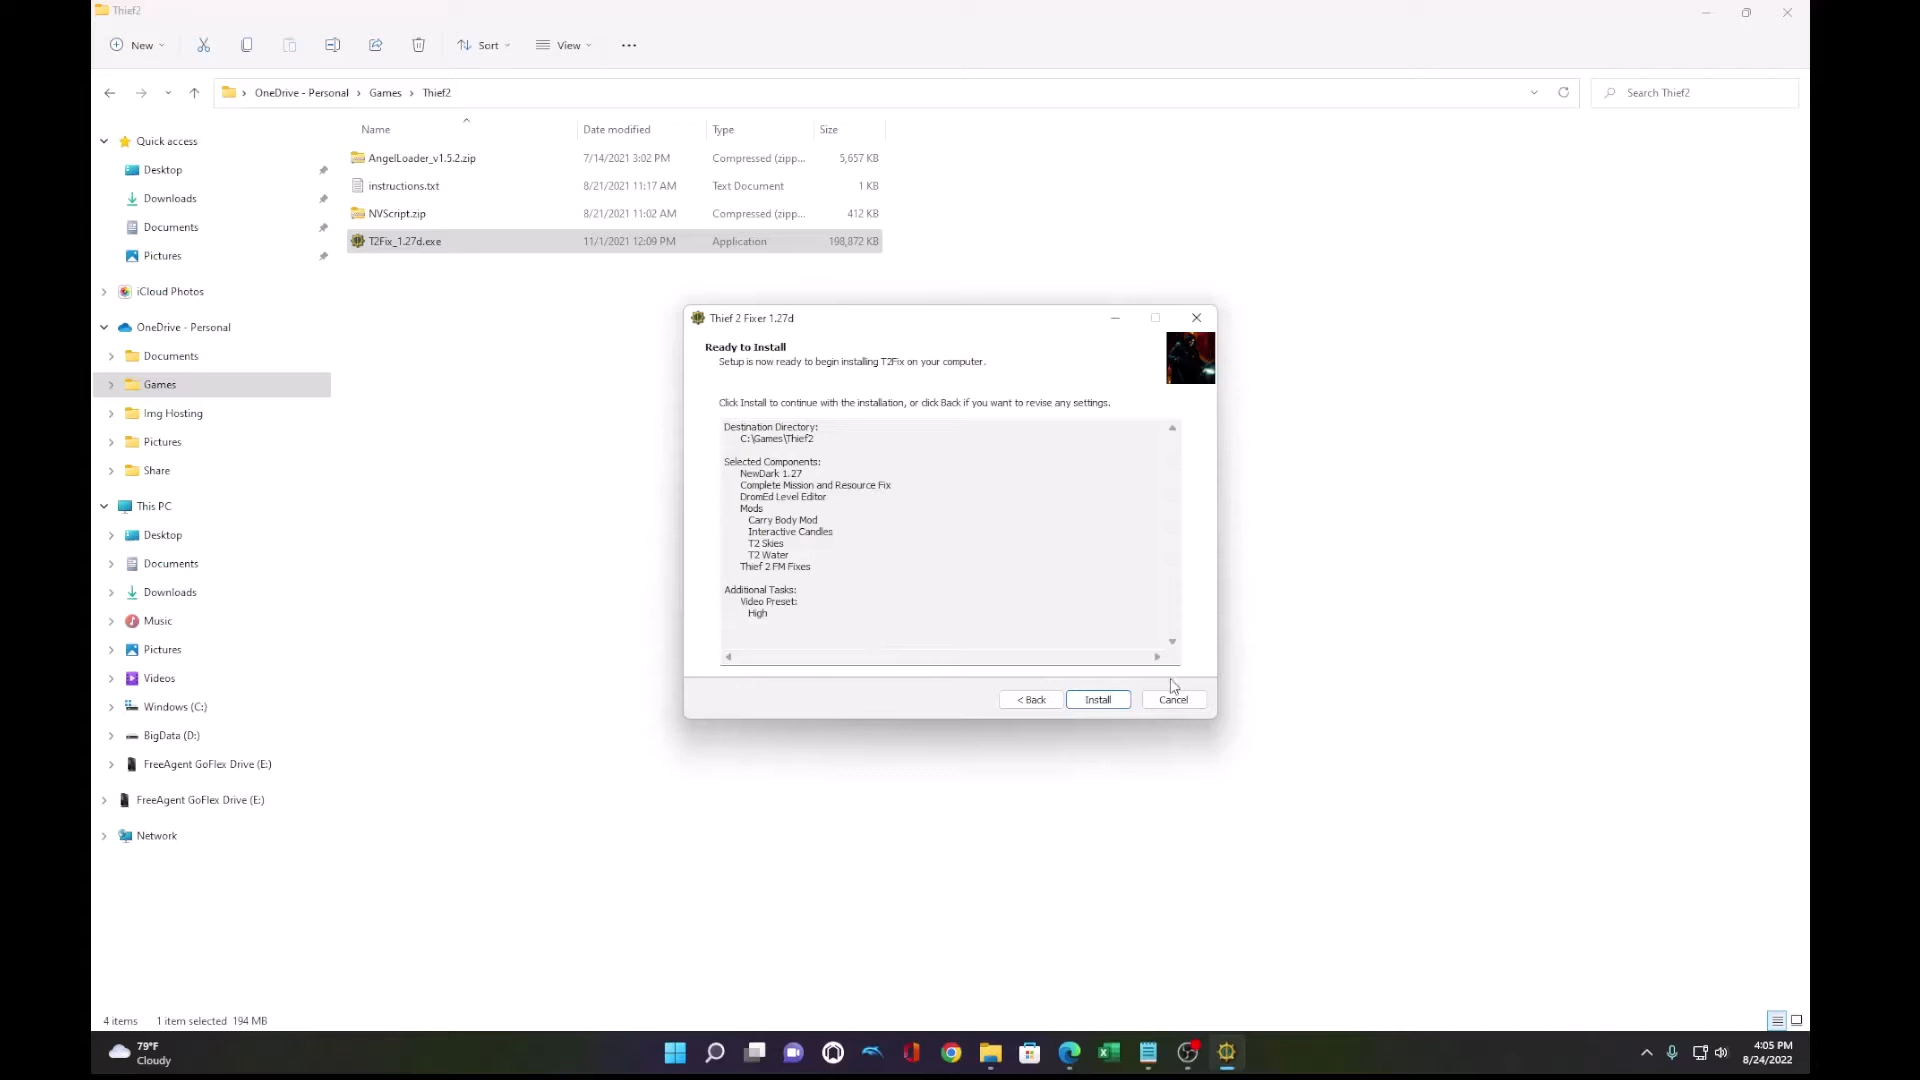 Thief2
New
Sort
View
OneDrive - Personal > Games > Thief2
Search Thief2
Name Date modified Type Size
Quick access
Desktop
Downloads
Documents
Pictures
iCloud Photos
OneDrive - Personal
Documents
Games
Img Hosting
Pictures
Share
This PC
Desktop
Documents
Downloads
Music
Pictures
Videos
Windows (C:)
BigData (D:)
FreeAgent GoFlex Drive (E:)
FreeAgent GoFlex Drive (E:)
Network
AngelLoader_v1.5.2.zip 7/14/2021 3:02 PM Compressed (zipp... 5,657 KB
instructions.txt 8/21/2021 11:17 AM Text Document 1 KB
NVScript.zip 8/21/2021 11:02 AM Compressed (zipp... 412 KB
T2Fix_1.27d.exe 11/1/2021 12:09 PM Application 198,872 KB
Thief 2 Fixer 1.27d
Ready to Install
Setup is now ready to begin installing T2Fix on your computer.
Click Install to continue with the installation, or click Back if you want to revise any settings.
Destination Directory:
C:\Games\Thief2
Selected Components:
NewDark 1.27
Complete Mission and Resource Fix
DromEd Level Editor
Mods
Carry Body Mod
Interactive Candles
T2 Skies
T2 Water
Thief 2 FM Fixes
Additional Tasks:
Video Preset:
High
< Back Install Cancel
4 items 1 item selected 194 MB
79°F
Cloudy
4:05 PM
8/24/2022